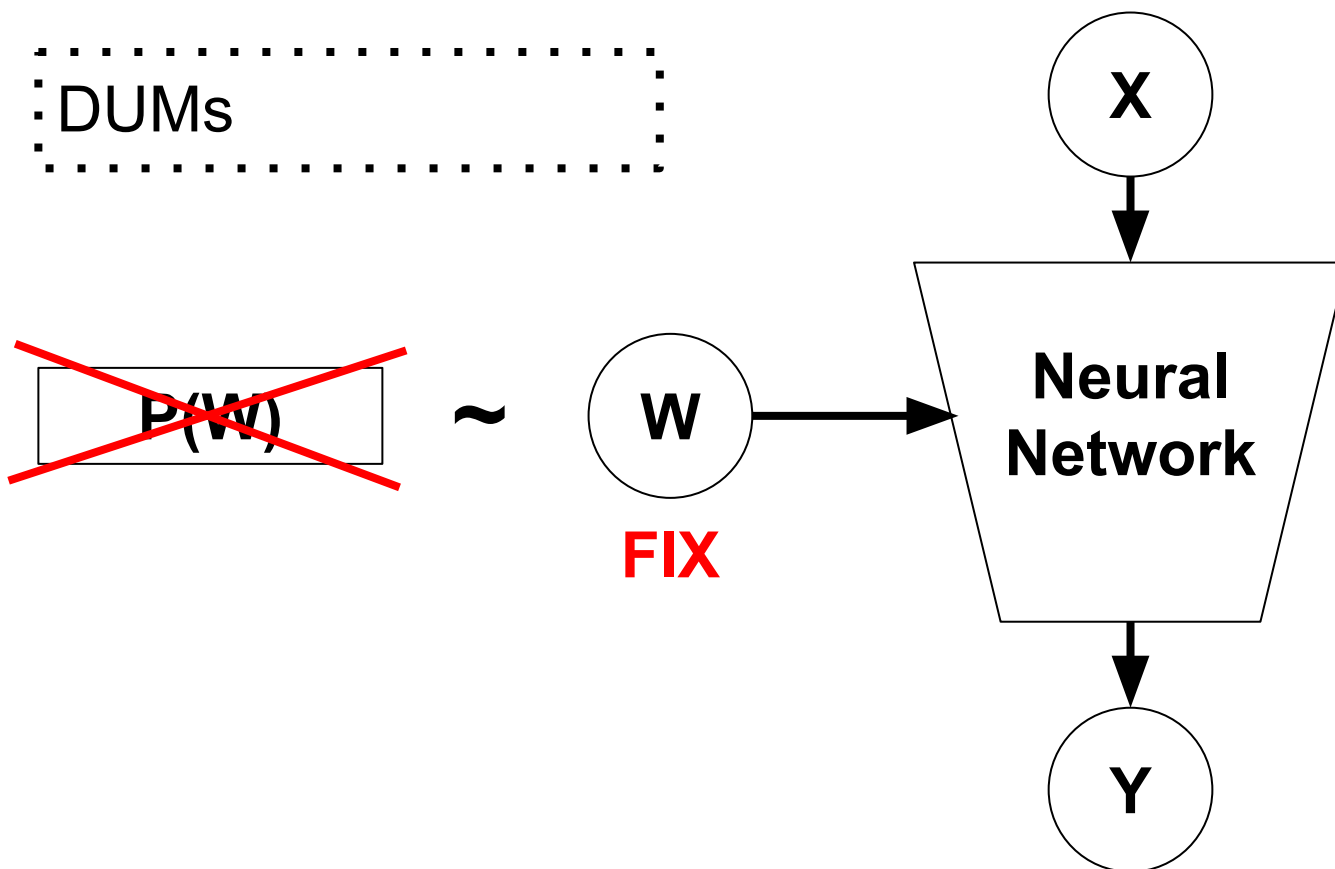 DUMs
X
P(W)
~
W
Neural
Network
FIX
Y